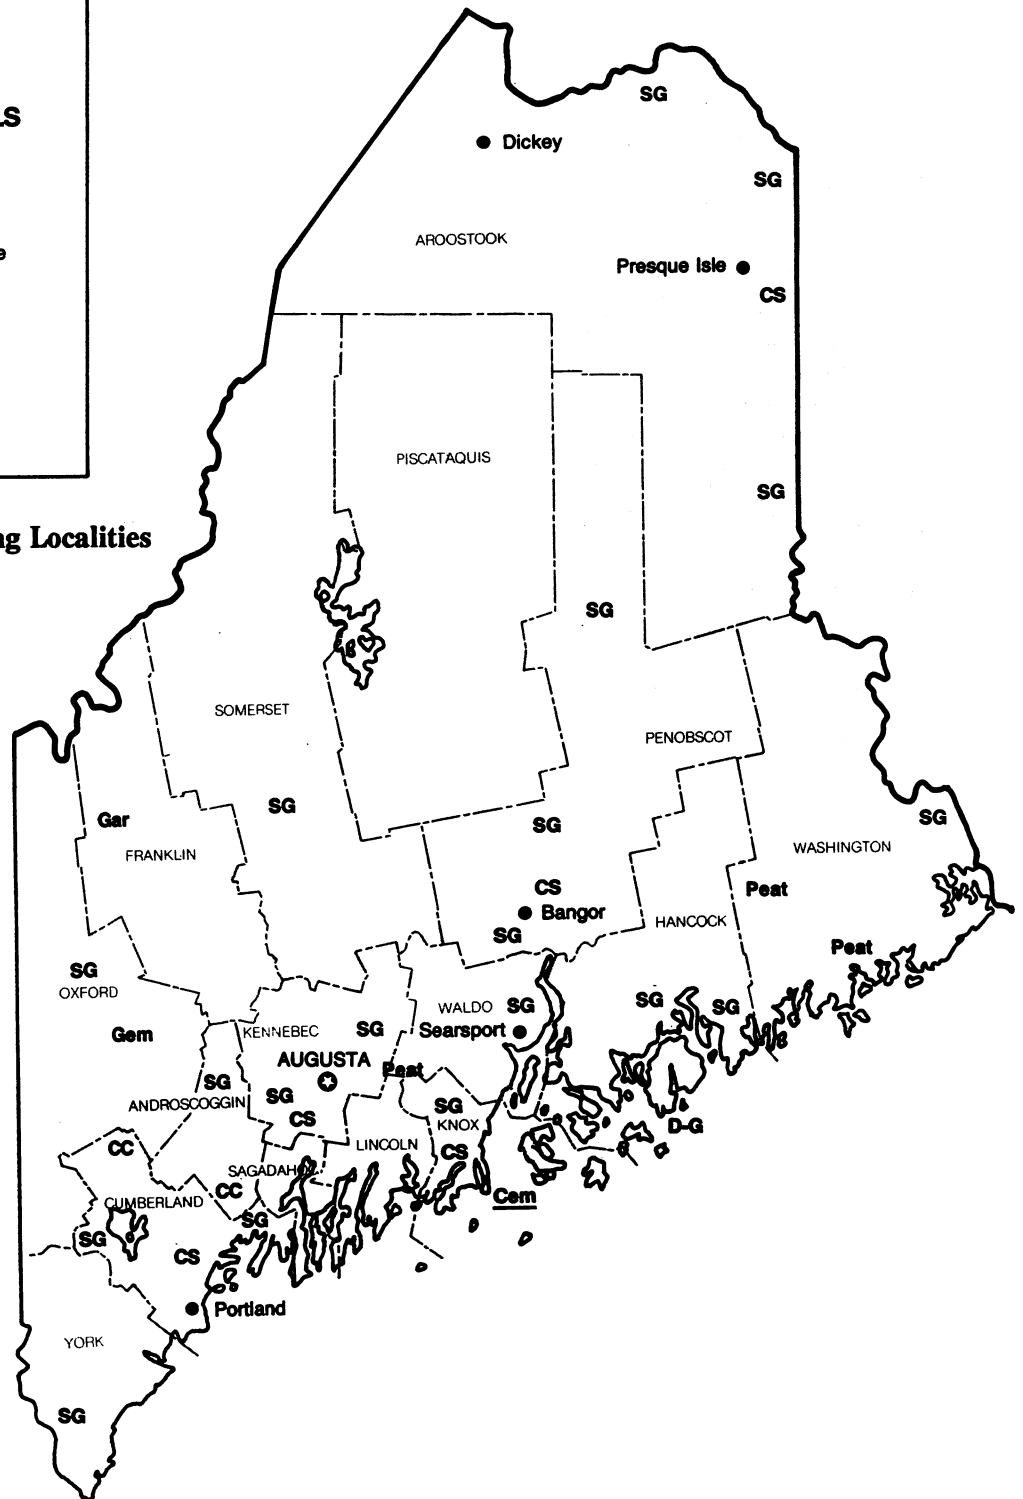 SG
Dickey
SG
AROOSTOOK
Presque Isle
CS
PISCATAQUIS
SG
Localities
SG
SOMERSET
PENOBSCOT
SG
Gar
SG
SG
FRANKLIN
WASHINGTON
CS
Peat
Bangor
HANCOCK
SG
Peat
SG
OXFORD
SG
WALDO
SG
SG
Gem
KENNEBEC
SG
Searsport
AUGUSTA
Peat
SG
SG
ANDROSCOGGIN
SG
CS
KNOX
D-G
CC
LINCOLN
CS
SAGADAHOC
CC
Cem
CUMBERLAND
SG
SG
CS
Portland
YORK
SG